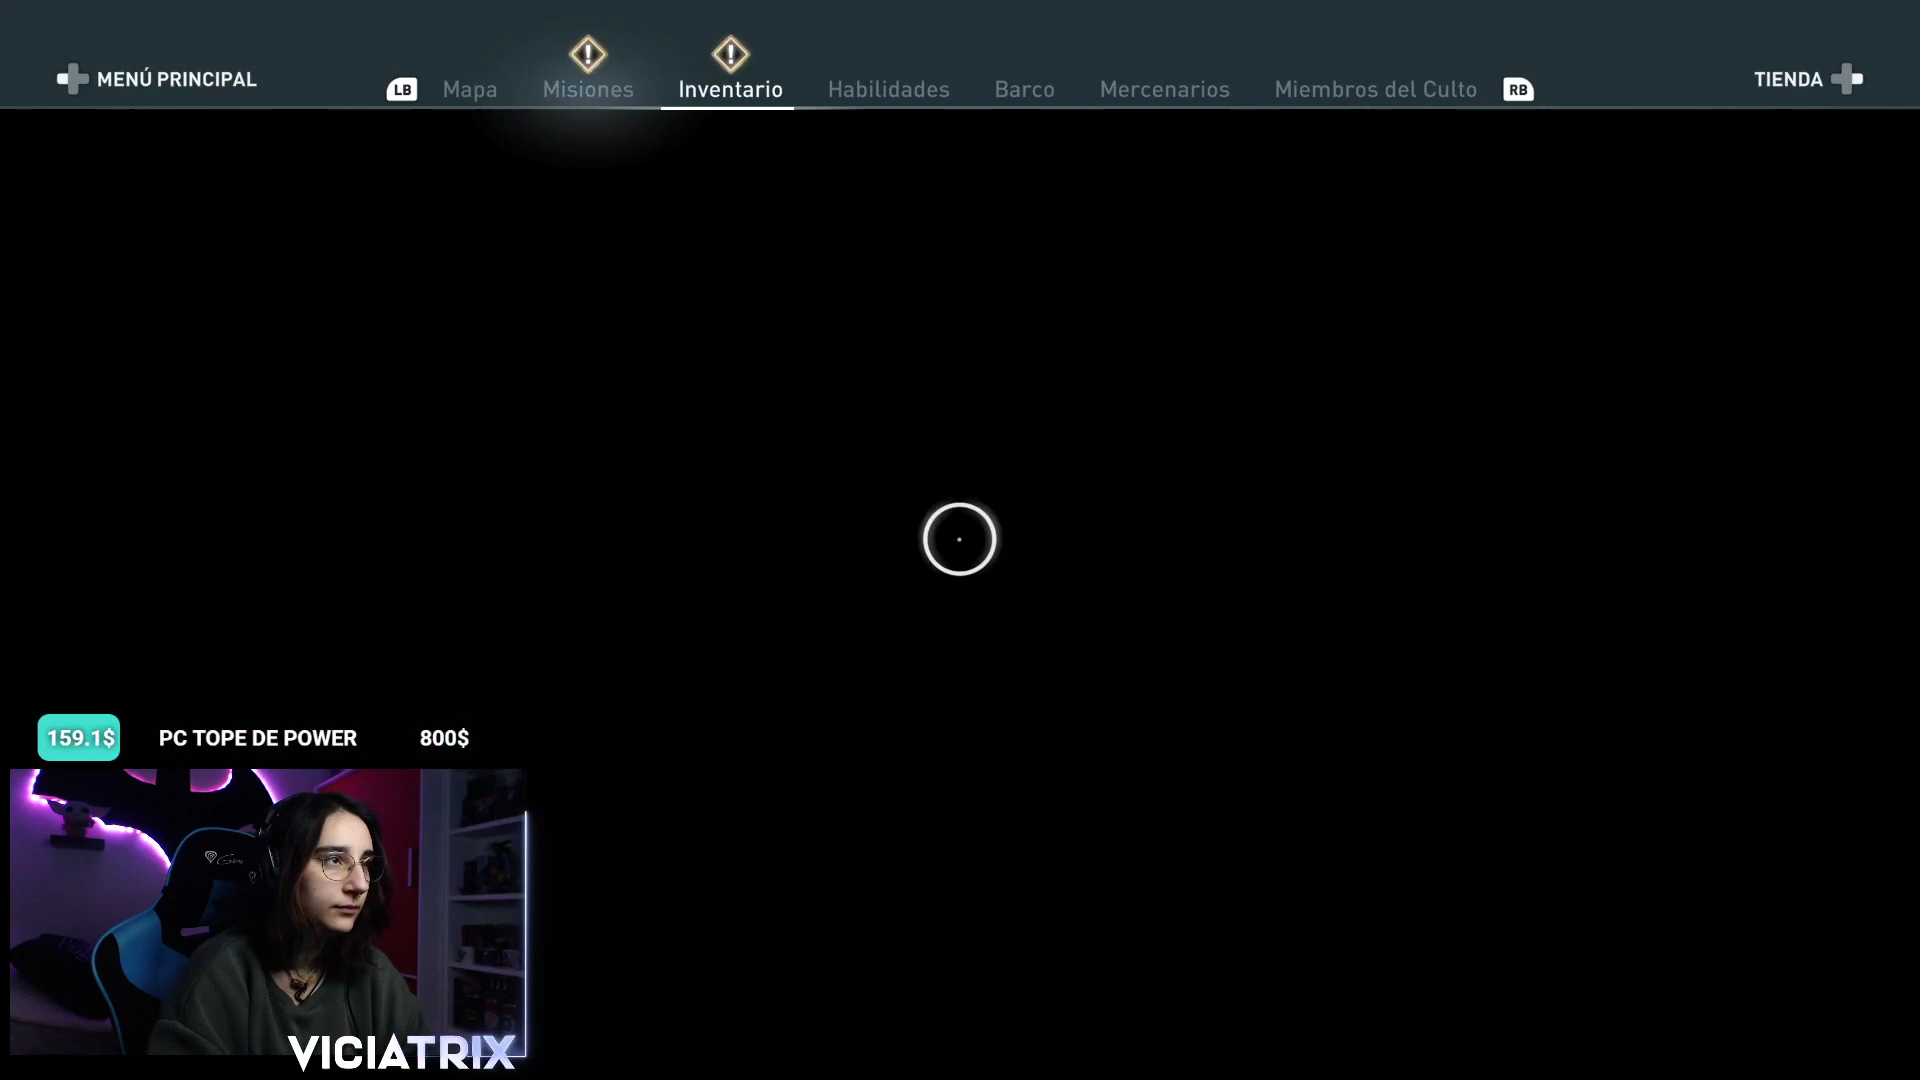 MENÚ PRINCIPAL
LB
Mapa
Misiones
Inventario
Habilidades
Barco
Mercenarios
Miembros del Culto
RB
TIENDA
159.1$
PC TOPE DE POWER
800$
VICIATRIX